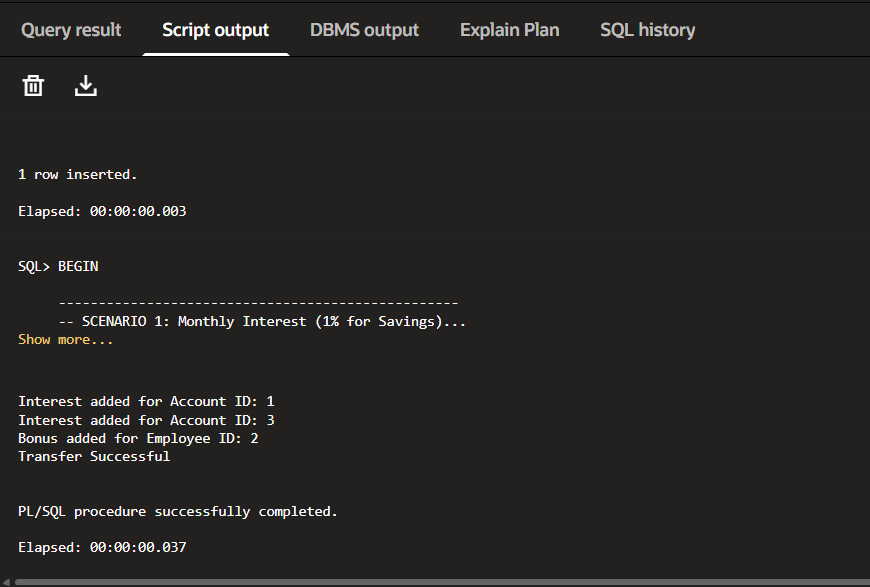 Query result Script output DBMS output Explain Plan SQL history
1 row inserted.
Elapsed: 00:00:00.003
SQL> BEGIN
--------------------------------------------------
-- SCENARIO 1: Monthly Interest (1% for Savings)...
Show more...
Interest added for Account ID: 1
Interest added for Account ID: 3
Bonus added for Employee ID: 2
Transfer Successful
PL/SQL procedure successfully completed.
Elapsed: 00:00:00.037